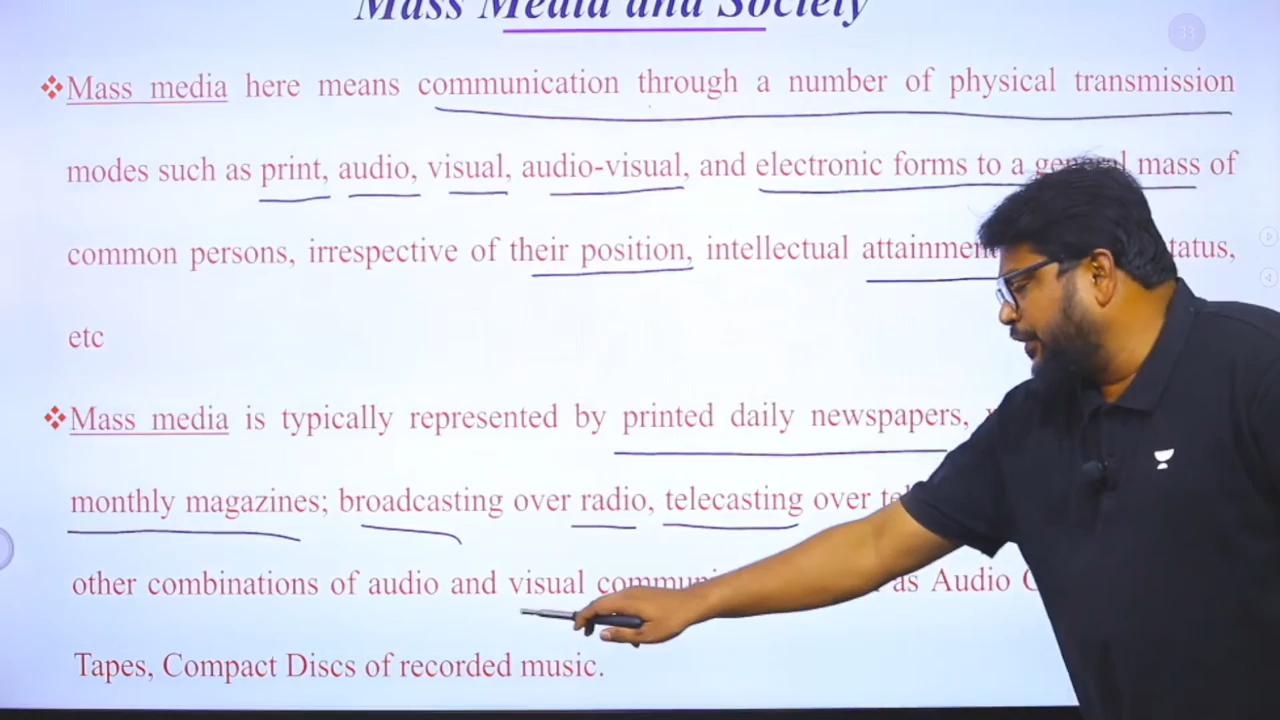 Mass Media and Society
33
❖Mass media here means communication through a number of physical transmission
modes such as print, audio, visual, audio-visual, and electronic forms to a general mass of
common persons, irrespective of their position, intellectual
etc
❖Mass media is typically represented by printed daily newspapers,
monthly magazines; broadcasting over radio, telecasting over
other combinations of audio and visual as Audio
Tapes, Compact Discs of recorded music.